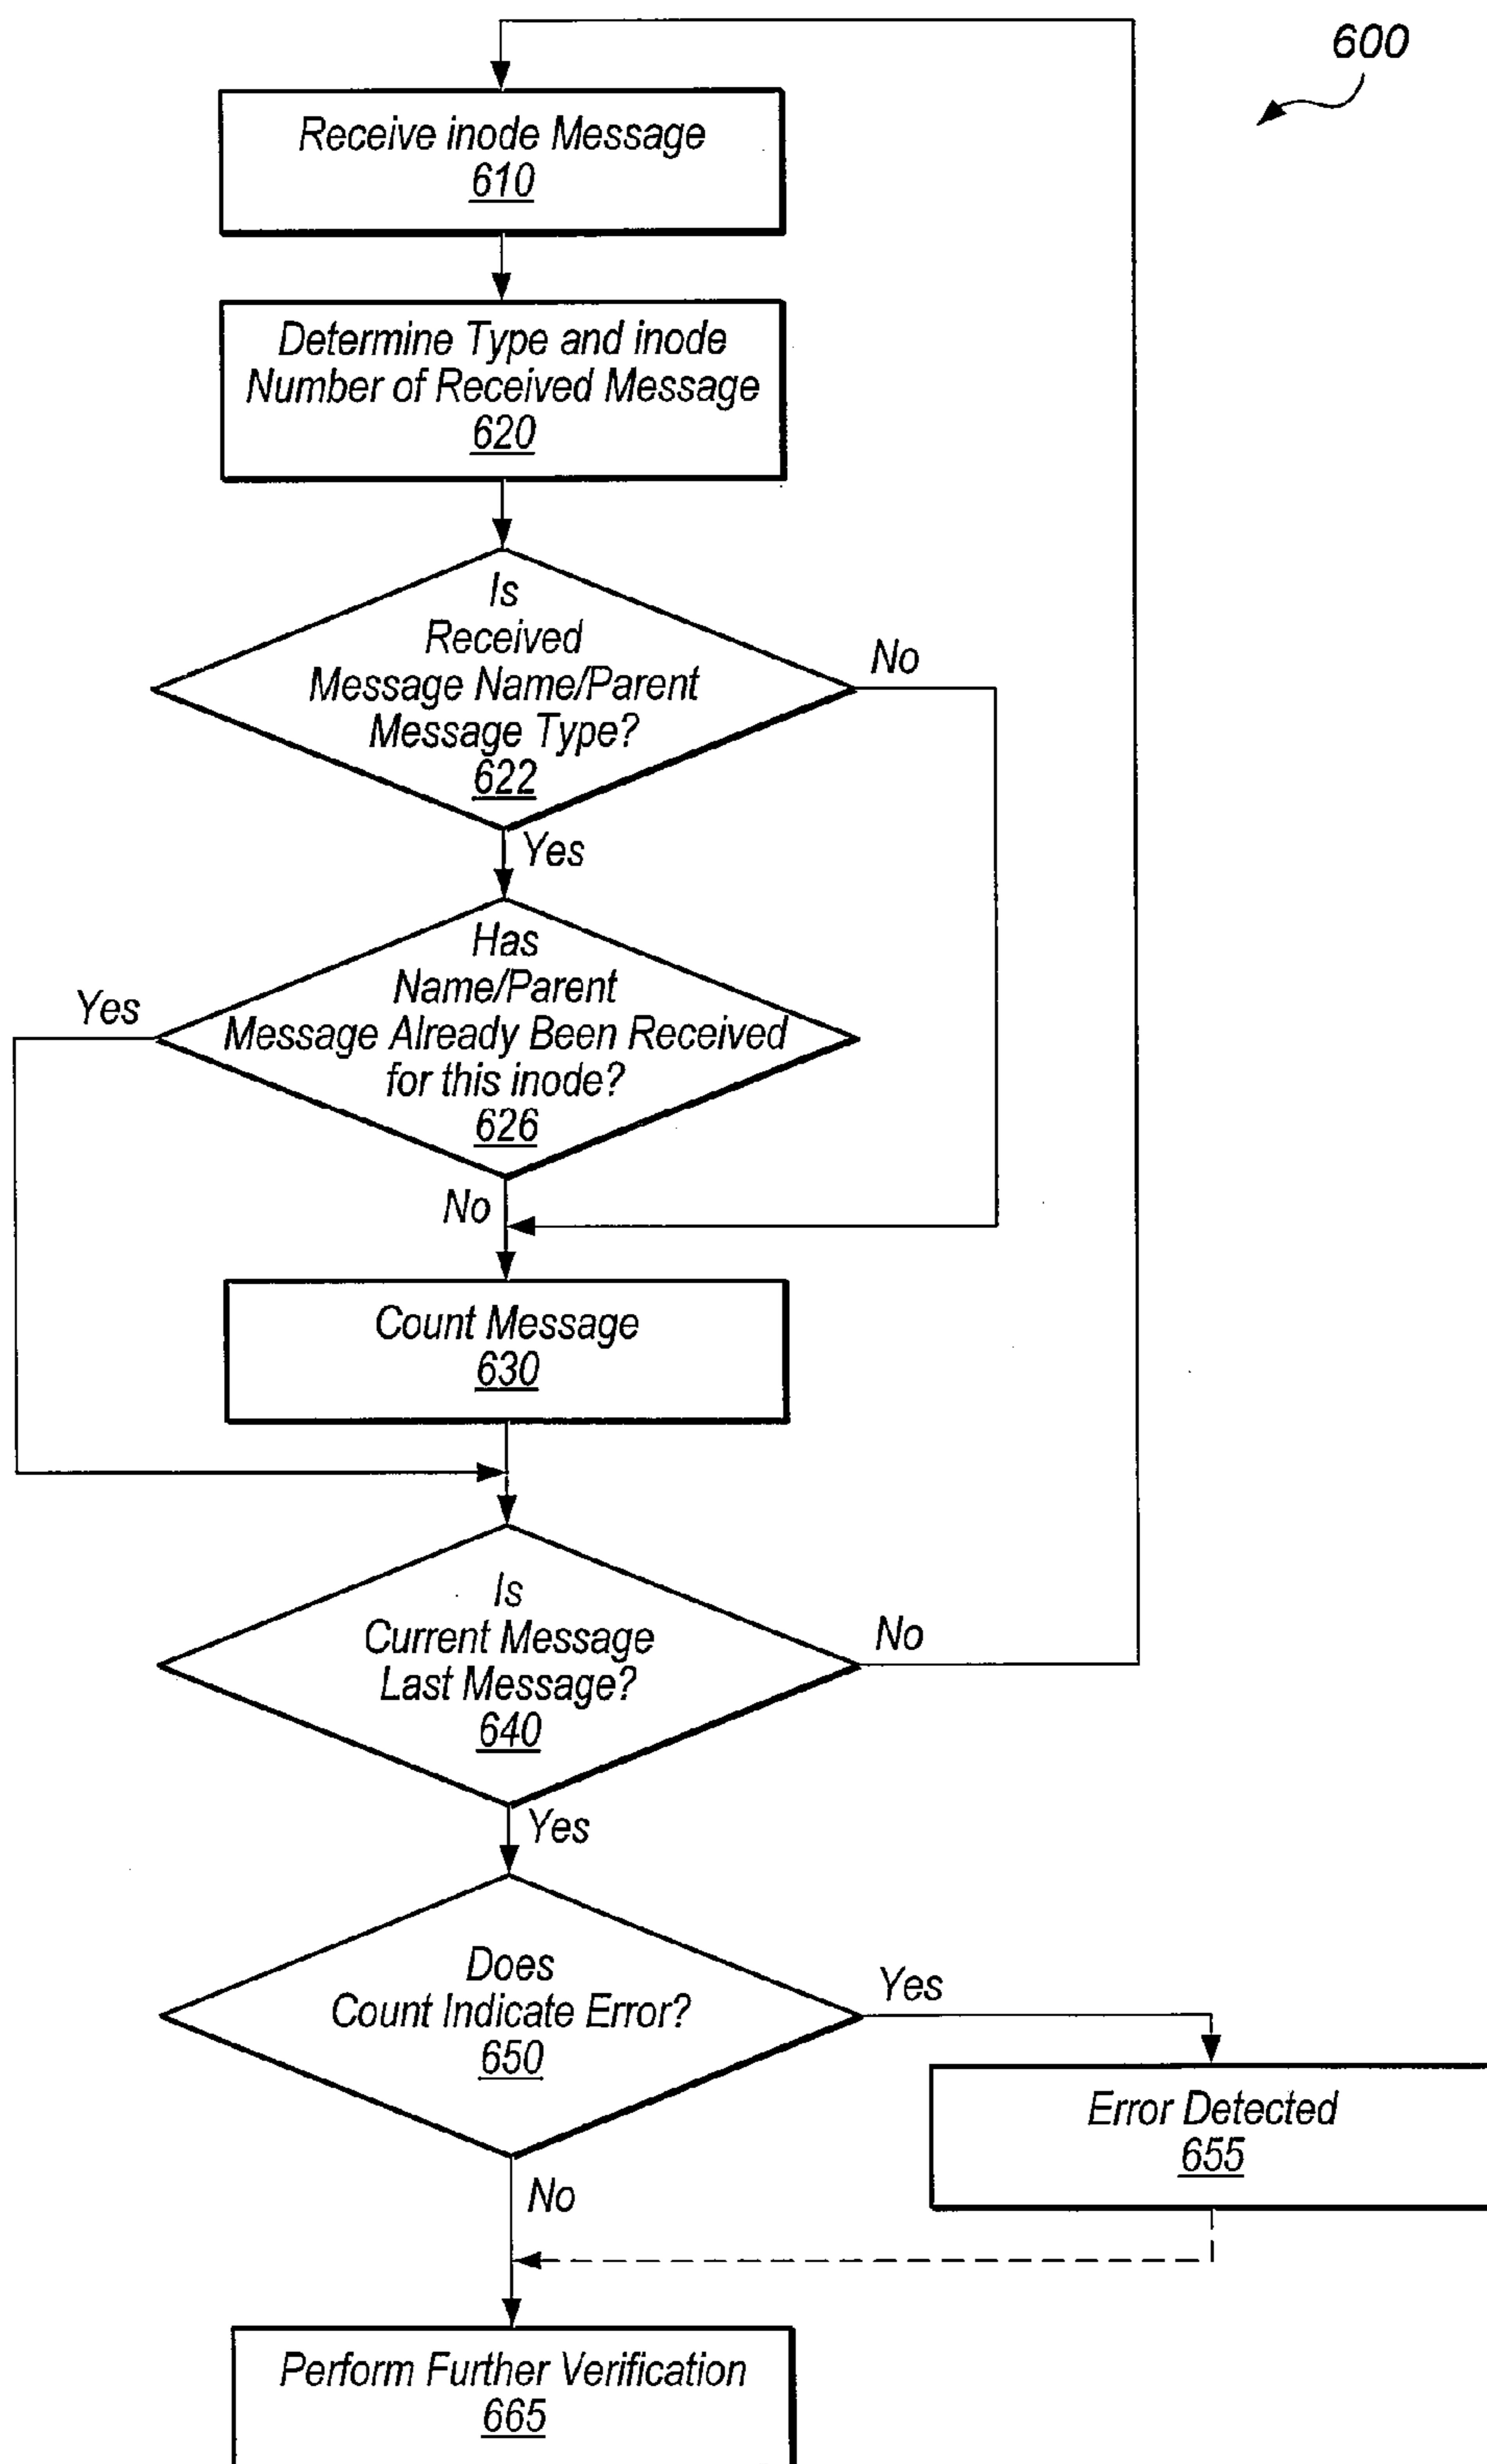 600
Receive inode Message
610
Determine Type and inode
Number of Received Message
620
Is
Received
Message Name/Parent
Message Type?
622
No
Yes
Has
Name/Parent
Message Already Been Received
for this inode?
626
Yes
No
Count Message
630
Is
Current Message
Last Message?
640
No
Yes
Does
Count Indicate Error?
650
Yes
Error Detected
655
No
Perform Further Verification
665